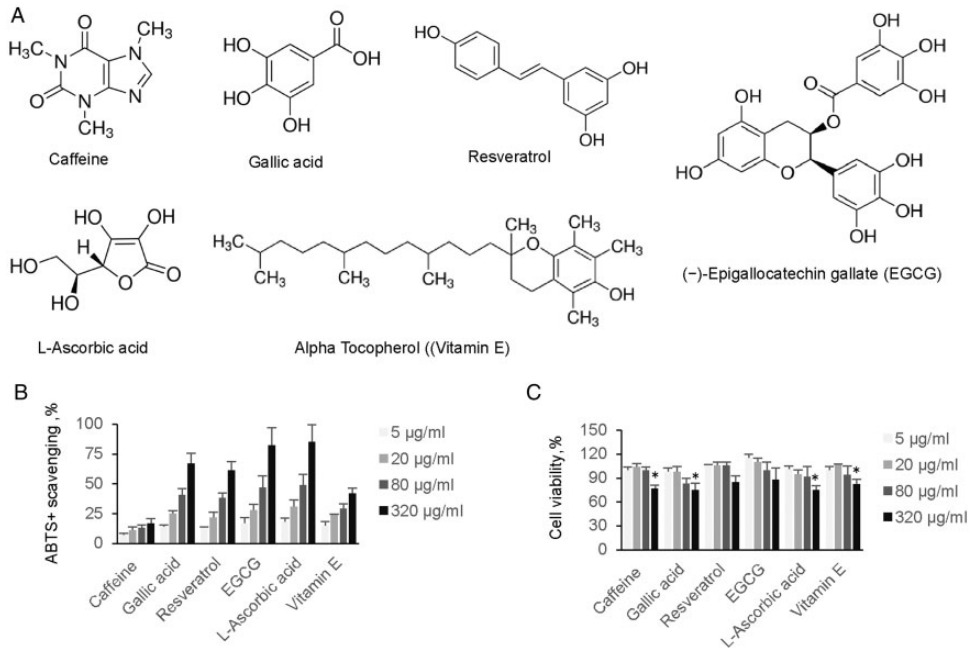 A
O
CH3
H3C
N
N
O
N
N
CH3
Caffeine
HO
O
OH
HO
OH
Gallic acid
HO
OH
OH
Resveratrol
OH
OH
O
OH
OH
O
HO
O
OH
OH
OH
(−)-Epigallocatechin gallate (EGCG)
HO
OH
H
HO
O
O
HO
L-Ascorbic acid
H3C
CH3
CH3
CH3
CH3
O
CH3
CH3
OH
CH3
Alpha Tocopherol ((Vitamin E)
B
ABTS+ scavenging ,%
100
75
50
25
0
Caffeine
Gallic acid
Resveratrol
EGCG
L-Ascorbic acid
Vitamin E
5 µg/ml
20 µg/ml
80 µg/ml
320 µg/ml
C
Cell viability,%
150
120
90
60
30
0
*
*
*
*
Caffeine
Gallic acid
Resveratrol
EGCG
L-Ascorbic acid
Vitamin E
5 µg/ml
20 µg/ml
80 µg/ml
320 µg/ml